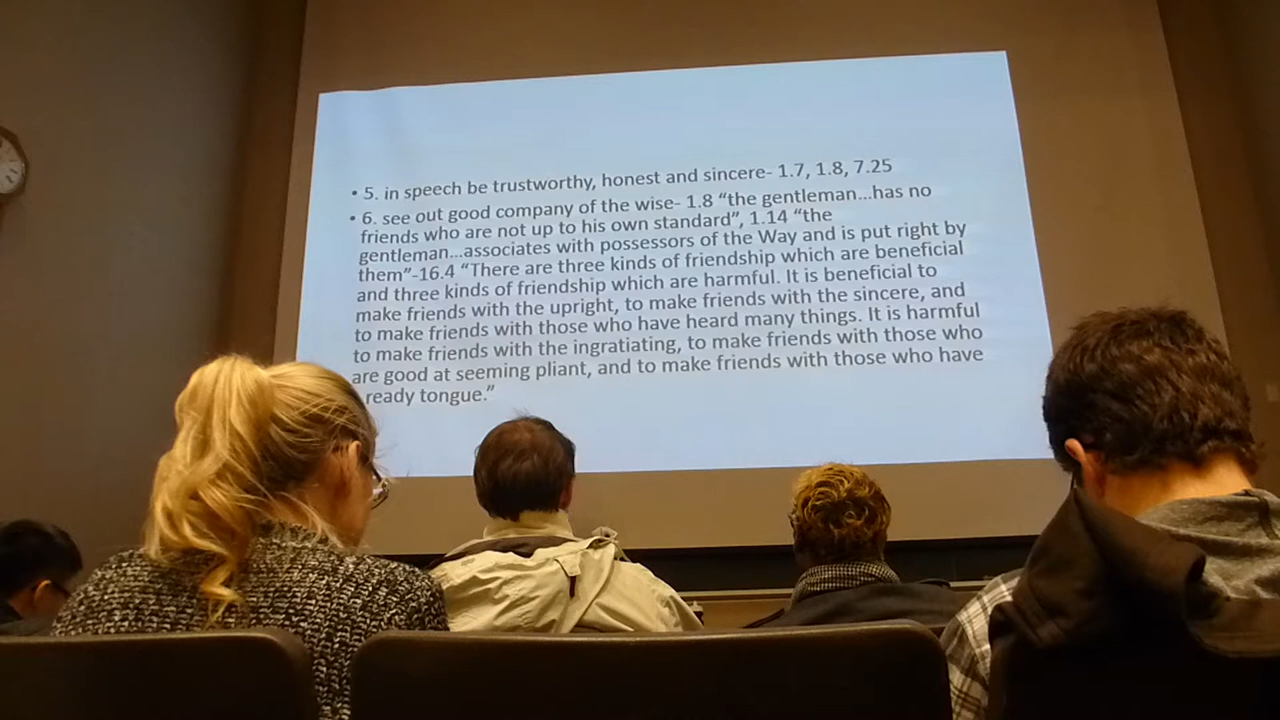 • 5. in speech be trustworthy, honest and sincere- 1.7, 1.8, 7.25
• 6. see out good company of the wise- 1.8 “the gentleman...has no
friends who are not up to his own standard”, 1.14 “the
gentleman...associates with possessors of the Way and is put right by
them”-16.4 “There are three kinds of friendship which are beneficial
and three kinds of friendship which are harmful. It is beneficial to
make friends with the upright, to make friends with the sincere, and
to make friends with those who have heard many things. It is harmful
to make friends with the ingratiating, to make friends with those who
are good at seeming pliant, and to make friends with those who have
ready tongue.”